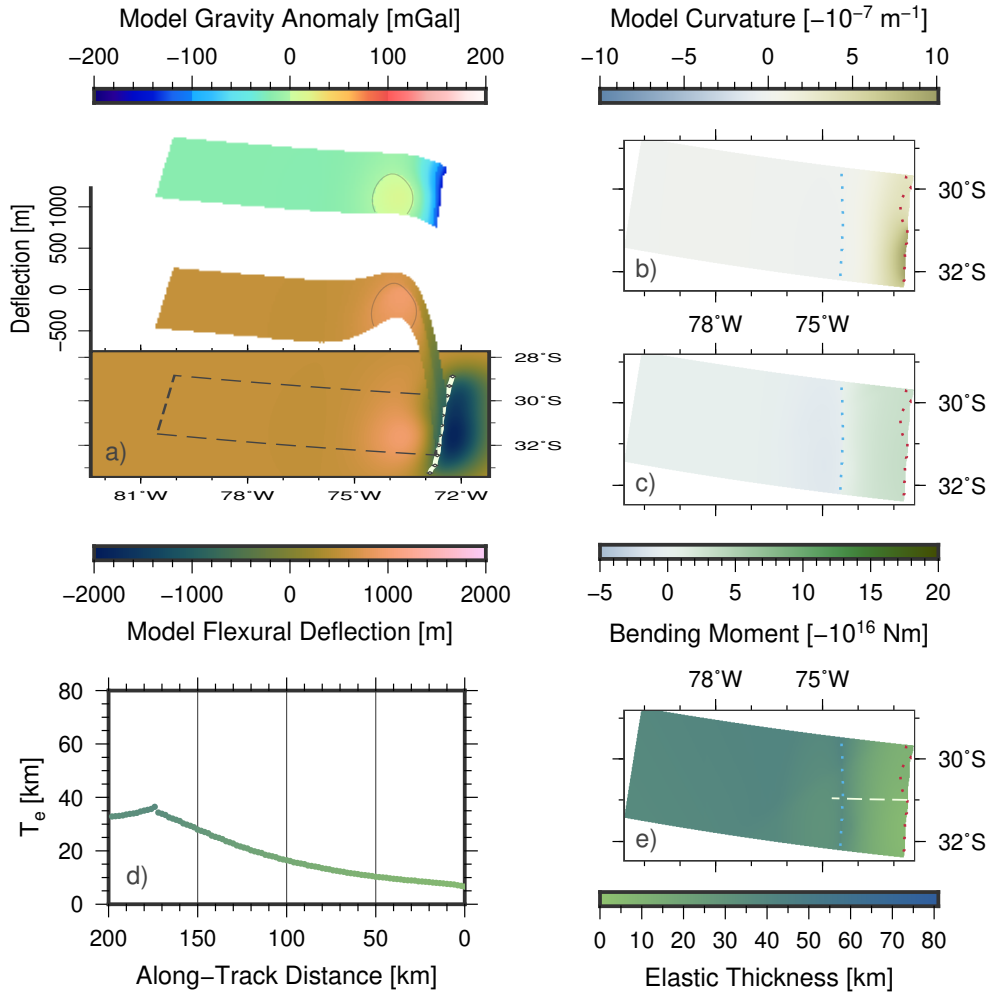 Model Gravity Anomaly [mGal]
−200 −100 0 100 200
Model Curvature [−10⁻⁷ m⁻¹]
−10 −5 0 5 10
Deflection [m]
1000
500
0
−500
28˚S
30˚S
32˚S
a)
81˚W 78˚W 75˚W 72˚W
−2000 −1000 0 1000 2000
Model Flexural Deflection [m]
30˚S
32˚S
b)
78˚W 75˚W
30˚S
32˚S
c)
−5 0 5 10 15 20
Bending Moment [−10¹⁶ Nm]
78˚W 75˚W
30˚S
32˚S
e)
0 10 20 30 40 50 60 70 80
Elastic Thickness [km]
80
60
40
20
0
Tₑ [km]
d)
200 150 100 50 0
Along−Track Distance [km]